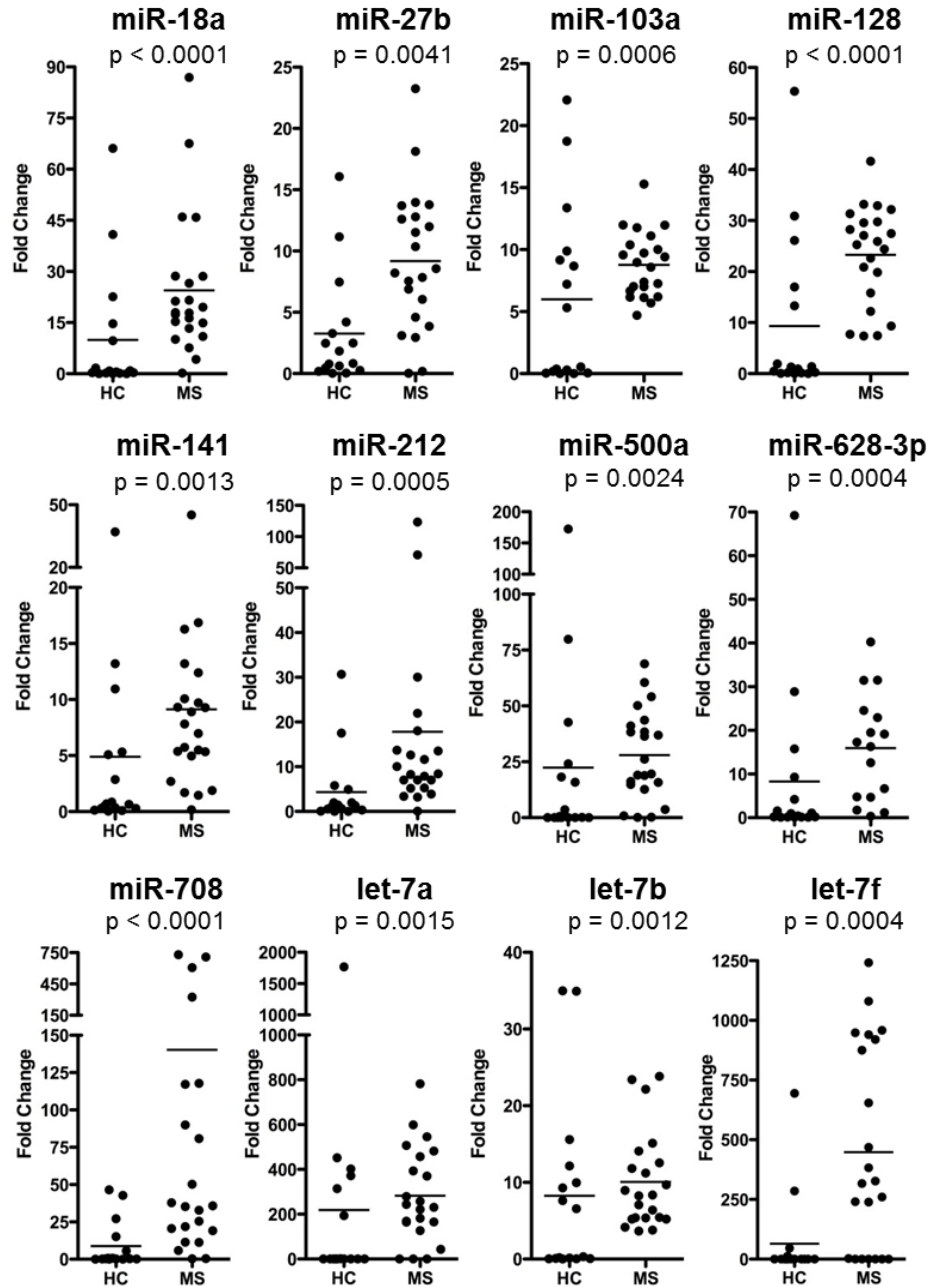 miR-18a miR-27b miR-103a miR-128
p < 0.0001 p = 0.0041 p = 0.0006 p < 0.0001
Fold Change Fold Change Fold Change Fold Change
90 25 25 60
75 20 20 50
60 15 15 40
45 10 10 30
30 5 5 20
15 0 0 10
0 0
HC MS HC MS HC MS HC MS
miR-141 miR-212 miR-500a miR-628-3p
p = 0.0013 p = 0.0005 p = 0.0024 p = 0.0004
Fold Change Fold Change Fold Change Fold Change
50 150 200 70
20 100 150 60
20 50 100 50
15 50 100 40
10 40 75 30
5 30 50 20
0 20 25 10
10 0 0
0
HC MS HC MS HC MS HC MS
miR-708 let-7a let-7b let-7f
p < 0.0001 p = 0.0015 p = 0.0012 p = 0.0004
Fold Change Fold Change Fold Change Fold Change
750 2000 40 1250
450 1500 30 1000
150 1000 20 750
150 1000 10 500
100 800 0 250
75 600 0
50 400
25 200
0 0
HC MS HC MS HC MS HC MS